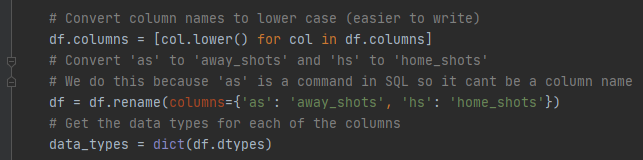 # Convert column names to lower case (easier to write)
df.columns = [col.lower() for col in df.columns]
# Convert 'as' to 'away_shots' and 'hs' to 'home_shots'
# We do this because 'as' is a command in SQL so it cant be a column name
df = df.rename(columns={'as': 'away_shots', 'hs': 'home_shots'})
# Get the data types for each of the columns
data_types = dict(df.dtypes)